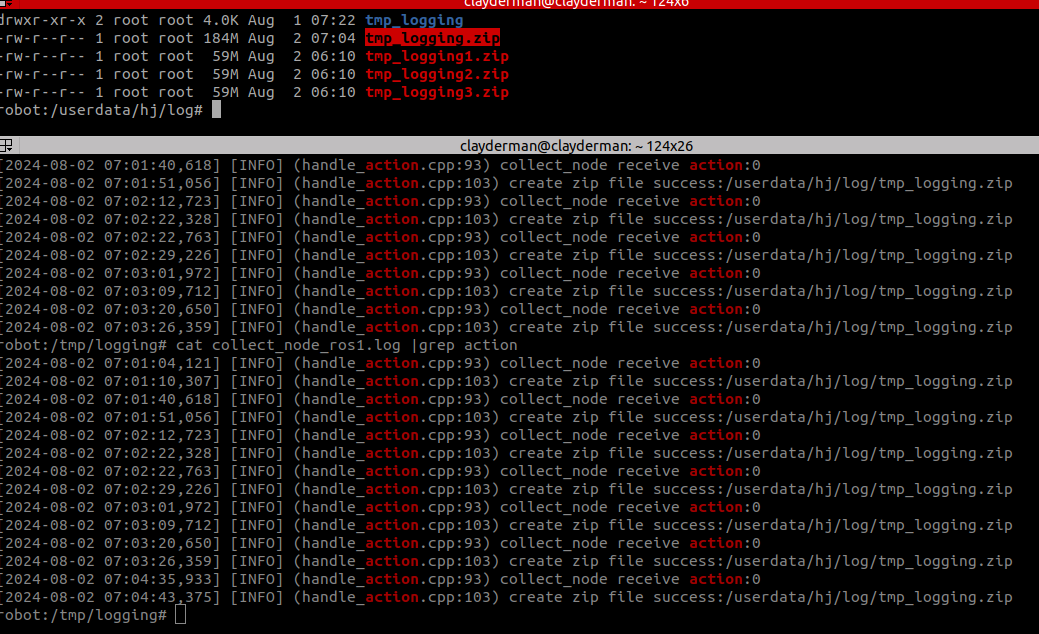 clayderman@clayderman: ~ 124x6
drwxr-xr-x 2 root root 4.0K Aug  1 07:22 tmp_logging
-rw-r--r-- 1 root root 184M Aug  2 07:04 tmp_logging.zip
-rw-r--r-- 1 root root  59M Aug  2 06:10 tmp_logging1.zip
-rw-r--r-- 1 root root  59M Aug  2 06:10 tmp_logging2.zip
-rw-r--r-- 1 root root  59M Aug  2 06:10 tmp_logging3.zip
robot:/userdata/hj/log#
clayderman@clayderman: ~ 124x26
[2024-08-02 07:01:40,618] [INFO] (handle_action.cpp:93) collect_node receive action:0
[2024-08-02 07:01:51,056] [INFO] (handle_action.cpp:103) create zip file success:/userdata/hj/log/tmp_logging.zip
[2024-08-02 07:02:12,723] [INFO] (handle_action.cpp:93) collect_node receive action:0
[2024-08-02 07:02:22,328] [INFO] (handle_action.cpp:103) create zip file success:/userdata/hj/log/tmp_logging.zip
[2024-08-02 07:02:22,763] [INFO] (handle_action.cpp:93) collect_node receive action:0
[2024-08-02 07:02:29,226] [INFO] (handle_action.cpp:103) create zip file success:/userdata/hj/log/tmp_logging.zip
[2024-08-02 07:03:01,972] [INFO] (handle_action.cpp:93) collect_node receive action:0
[2024-08-02 07:03:09,712] [INFO] (handle_action.cpp:103) create zip file success:/userdata/hj/log/tmp_logging.zip
[2024-08-02 07:03:20,650] [INFO] (handle_action.cpp:93) collect_node receive action:0
[2024-08-02 07:03:26,359] [INFO] (handle_action.cpp:103) create zip file success:/userdata/hj/log/tmp_logging.zip
robot:/tmp/logging# cat collect_node_ros1.log |grep action
[2024-08-02 07:01:04,121] [INFO] (handle_action.cpp:93) collect_node receive action:0
[2024-08-02 07:01:10,307] [INFO] (handle_action.cpp:103) create zip file success:/userdata/hj/log/tmp_logging.zip
[2024-08-02 07:01:40,618] [INFO] (handle_action.cpp:93) collect_node receive action:0
[2024-08-02 07:01:51,056] [INFO] (handle_action.cpp:103) create zip file success:/userdata/hj/log/tmp_logging.zip
[2024-08-02 07:02:12,723] [INFO] (handle_action.cpp:93) collect_node receive action:0
[2024-08-02 07:02:22,328] [INFO] (handle_action.cpp:103) create zip file success:/userdata/hj/log/tmp_logging.zip
[2024-08-02 07:02:22,763] [INFO] (handle_action.cpp:93) collect_node receive action:0
[2024-08-02 07:02:29,226] [INFO] (handle_action.cpp:103) create zip file success:/userdata/hj/log/tmp_logging.zip
[2024-08-02 07:03:01,972] [INFO] (handle_action.cpp:93) collect_node receive action:0
[2024-08-02 07:03:09,712] [INFO] (handle_action.cpp:103) create zip file success:/userdata/hj/log/tmp_logging.zip
[2024-08-02 07:03:20,650] [INFO] (handle_action.cpp:93) collect_node receive action:0
[2024-08-02 07:03:26,359] [INFO] (handle_action.cpp:103) create zip file success:/userdata/hj/log/tmp_logging.zip
[2024-08-02 07:04:35,933] [INFO] (handle_action.cpp:93) collect_node receive action:0
[2024-08-02 07:04:43,375] [INFO] (handle_action.cpp:103) create zip file success:/userdata/hj/log/tmp_logging.zip
robot:/tmp/logging#